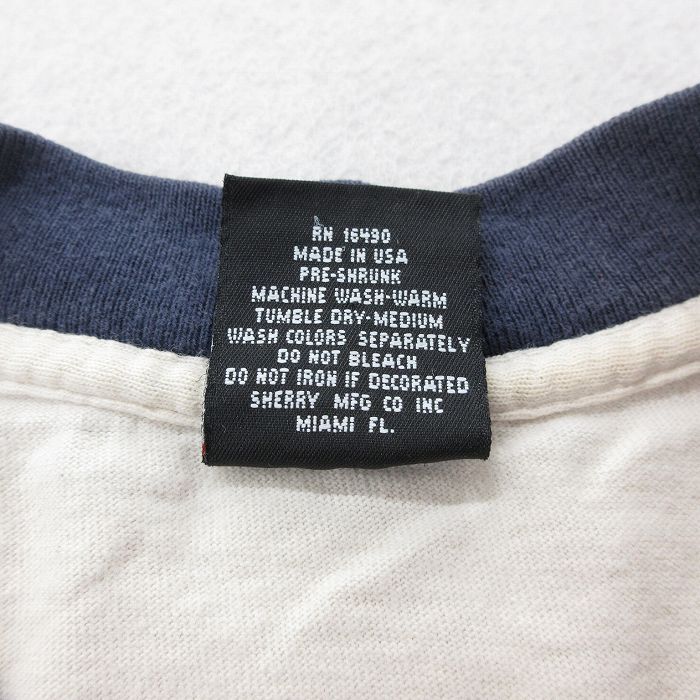 RN 16490
MADE IN USA
PRE-SHRUNK
MACHINE WASH-WARM
TUMBLE DRY-MEDIUM
WASH COLORS SEPARATELY
DO NOT BLEACH
DO NOT IRON IF DECORATED
SHERRY MFG CO INC
MIAMI FL.